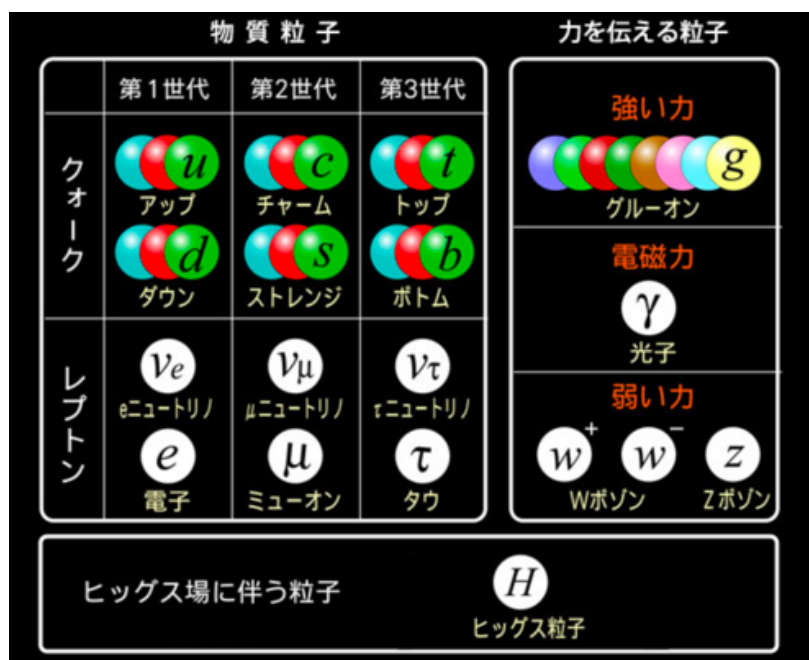 物質粒子
力を伝える粒子
第1世代 第2世代 第3世代
クォーク
u c t
アップ チャーム トップ
d s b
ダウン ストレンジ ボトム
レプトン
νe νμ ντ
eニュートリノ μニュートリノ τニュートリノ
e μ τ
電子 ミューオン タウ
強い力
g
グルーオン
電磁力
γ
光子
弱い力
W+ W− Z
Wボゾン Zボゾン
ヒッグス場に伴う粒子
H
ヒッグス粒子